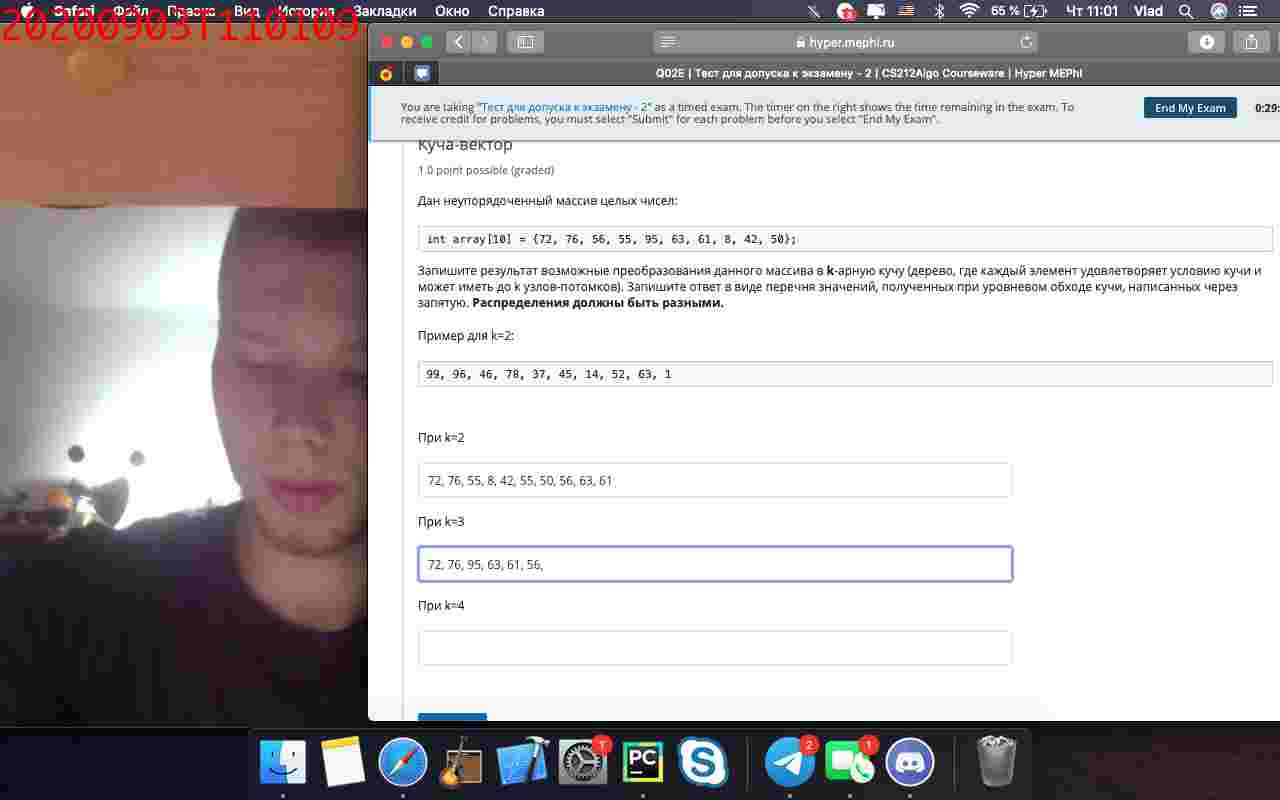 20200903T110109
Safari Файл Правка Вид История Закладки Окно Справка
65 % Чт 11:01 Vlad
hyper.mephi.ru
Q02E | Тест для допуска к экзамену - 2 | CS212Algo Courseware | Hyper MEPhI
You are taking "Тест для допуска к экзамену - 2" as a timed exam. The timer on the right shows the time remaining in the exam. To
receive credit for problems, you must select "Submit" for each problem before you select "End My Exam".
End My Exam
0:29:
Куча-вектор
1.0 point possible (graded)
Дан неупорядоченный массив целых чисел:
int array[10] = {72, 76, 56, 55, 95, 63, 61, 8, 42, 50};
Запишите результат возможные преобразования данного массива в k-арную кучу (дерево, где каждый элемент удовлетворяет условию кучи и
может иметь до k узлов-потомков). Запишите ответ в виде перечня значений, полученных при уровневом обходе кучи, написанных через
запятую. Распределения должны быть разными.
Пример для k=2:
99, 96, 46, 78, 37, 45, 14, 52, 63, 1
При k=2
72, 76, 55, 8, 42, 55, 50, 56, 63, 61
При k=3
72, 76, 95, 63, 61, 56,
При k=4
1
PC
2
1